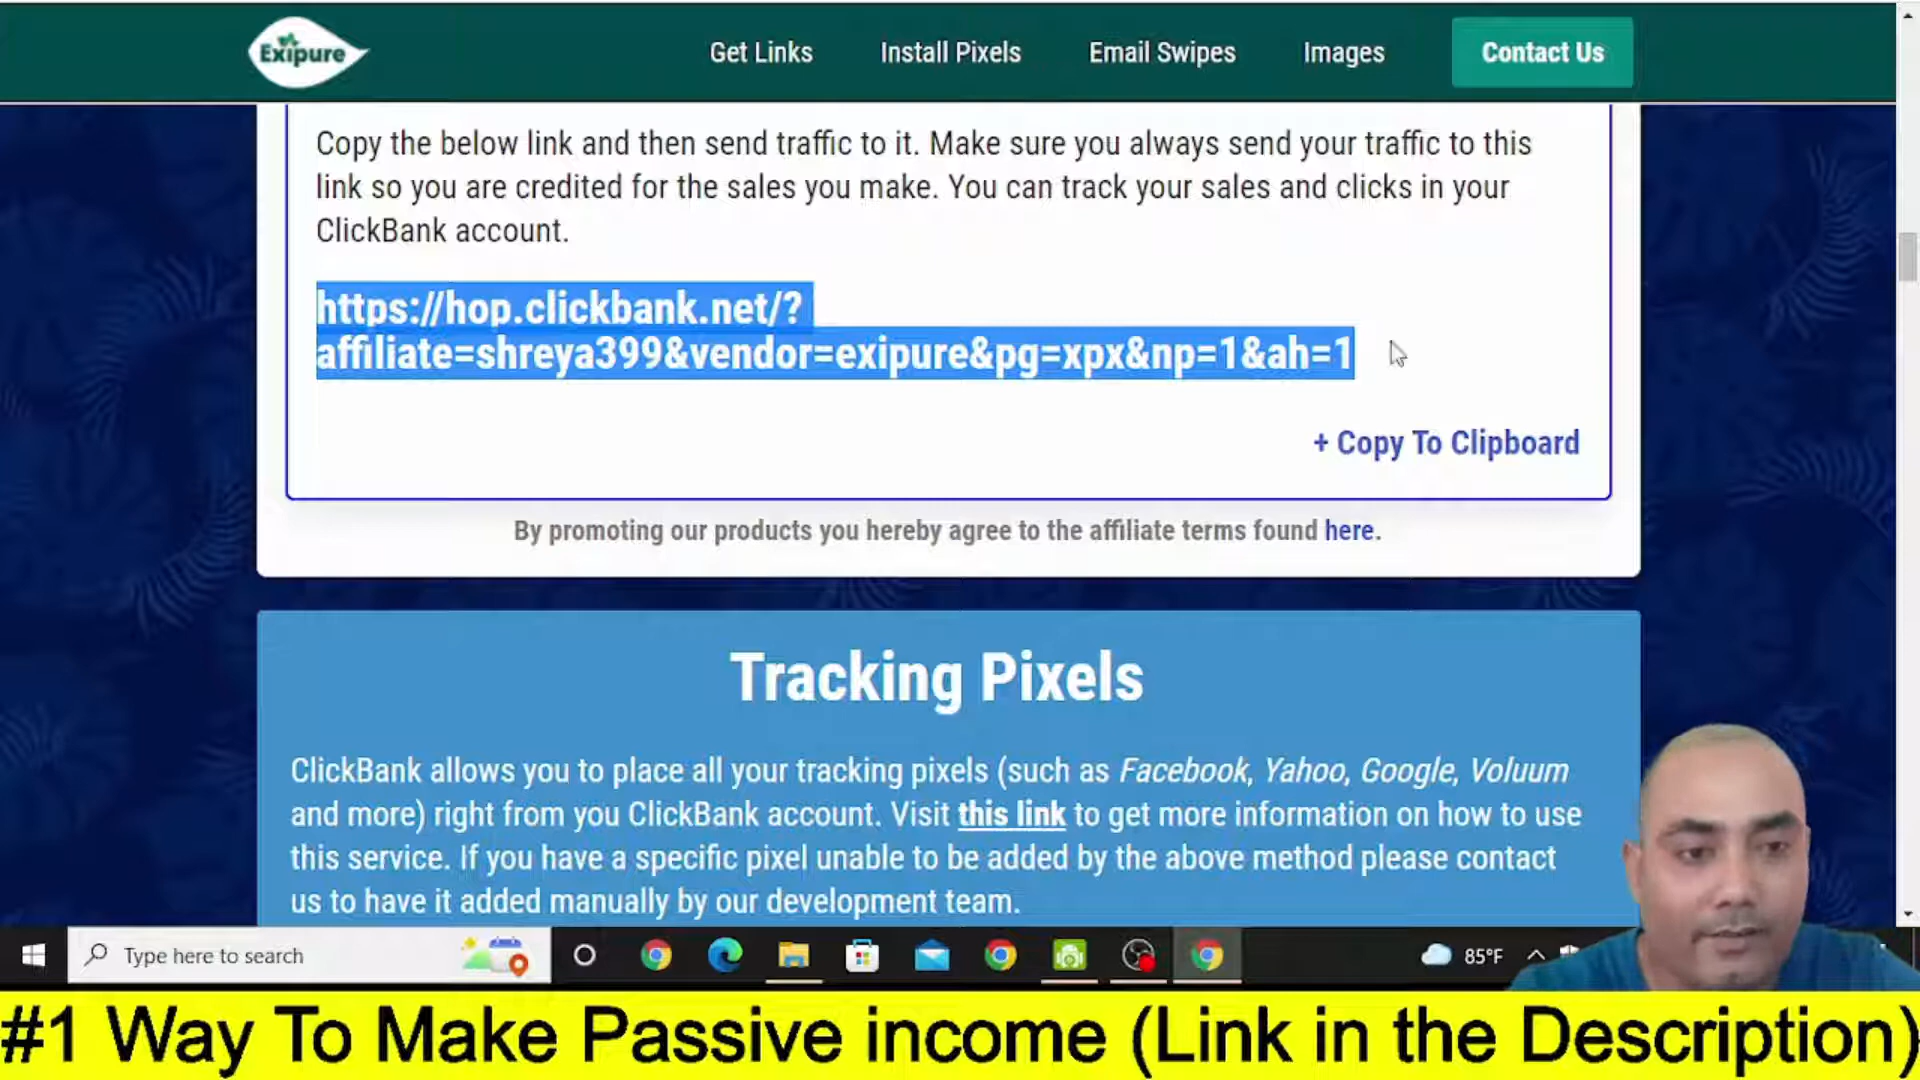 Exipure
Get Links
Install Pixels
Email Swipes
Images
Contact Us
Copy the below link and then send traffic to it. Make sure you always send your traffic to this
link so you are credited for the sales you make. You can track your sales and clicks in your
ClickBank account.
https://hop.clickbank.net/?
affiliate=shreya399&vendor=exipure&pg=xpx&np=1&ah=1
+ Copy To Clipboard
By promoting our products you hereby agree to the affiliate terms found here.
Tracking Pixels
ClickBank allows you to place all your tracking pixels (such as Facebook, Yahoo, Google, Voluum
and more) right from you ClickBank account. Visit this link to get more information on how to use
this service. If you have a specific pixel unable to be added by the above method please contact
us to have it added manually by our development team.
Type here to search
85°F
#1 Way To Make Passive income (Link in the Description)